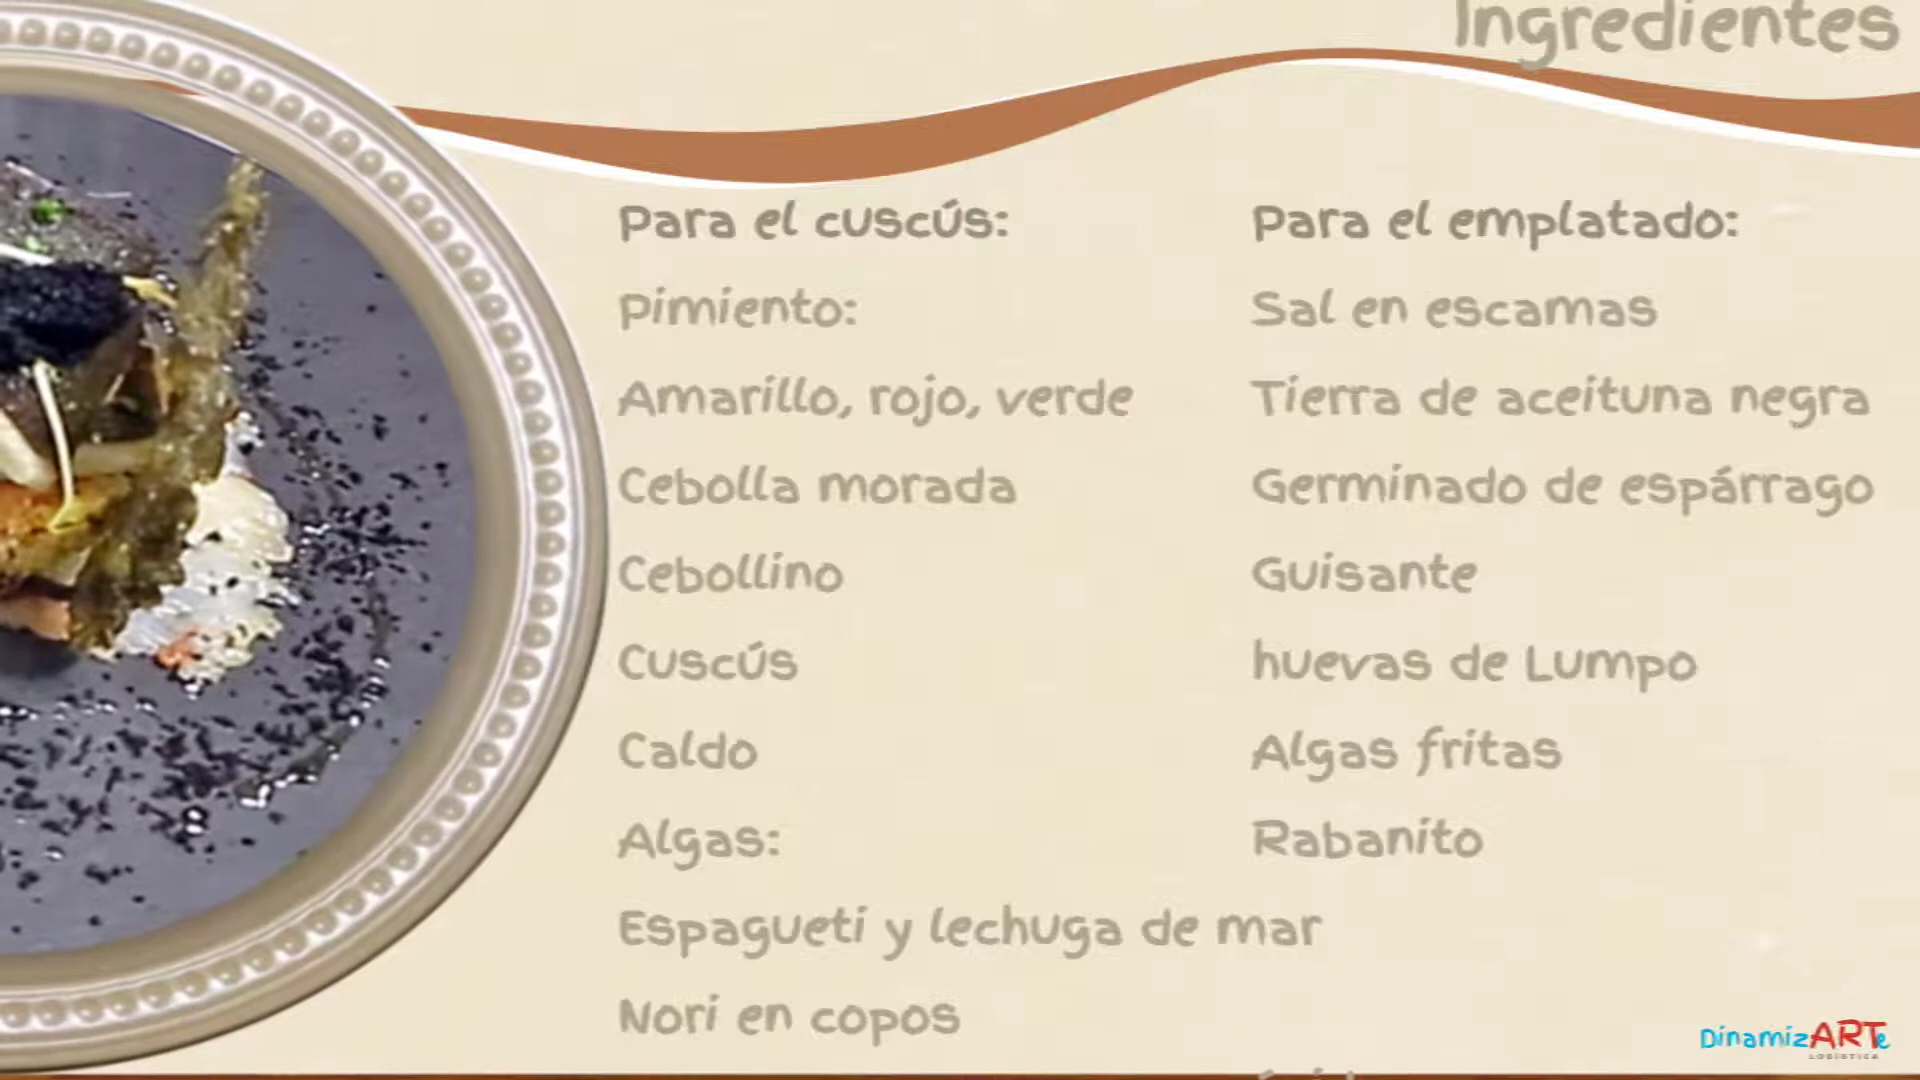 Ingredientes
Para el cuscús:
Pimiento:
Amarillo, rojo, verde
Cebolla morada
Cebollino
Cuscús
Caldo
Algas:
Espagueti y lechuga de mar
Nori en copos
Para el emplatado:
Sal en escamas
Tierra de aceituna negra
Germinado de espárrago
Guisante
huevas de Lumpo
Algas fritas
Rabanito
DinamizARTe
LOGÍSTICA